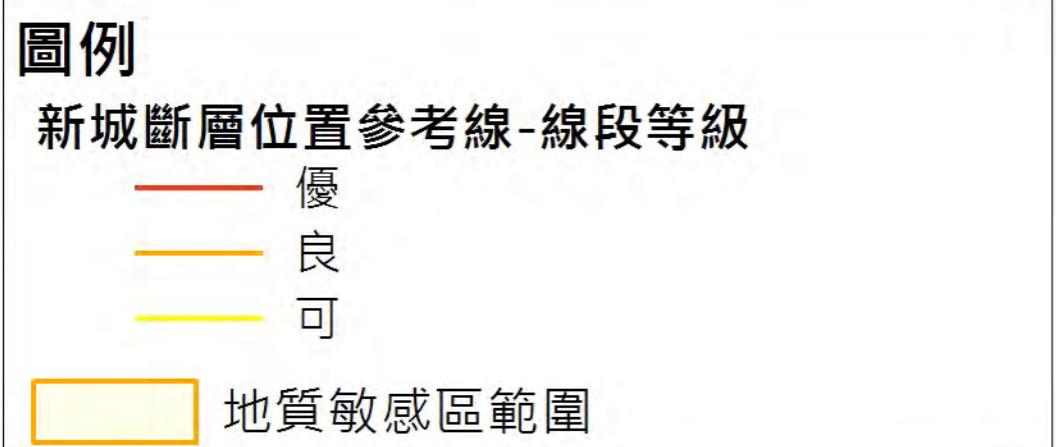 圖例
新城斷層位置參考線-線段等級
優
良
可
地質敏感區範圍